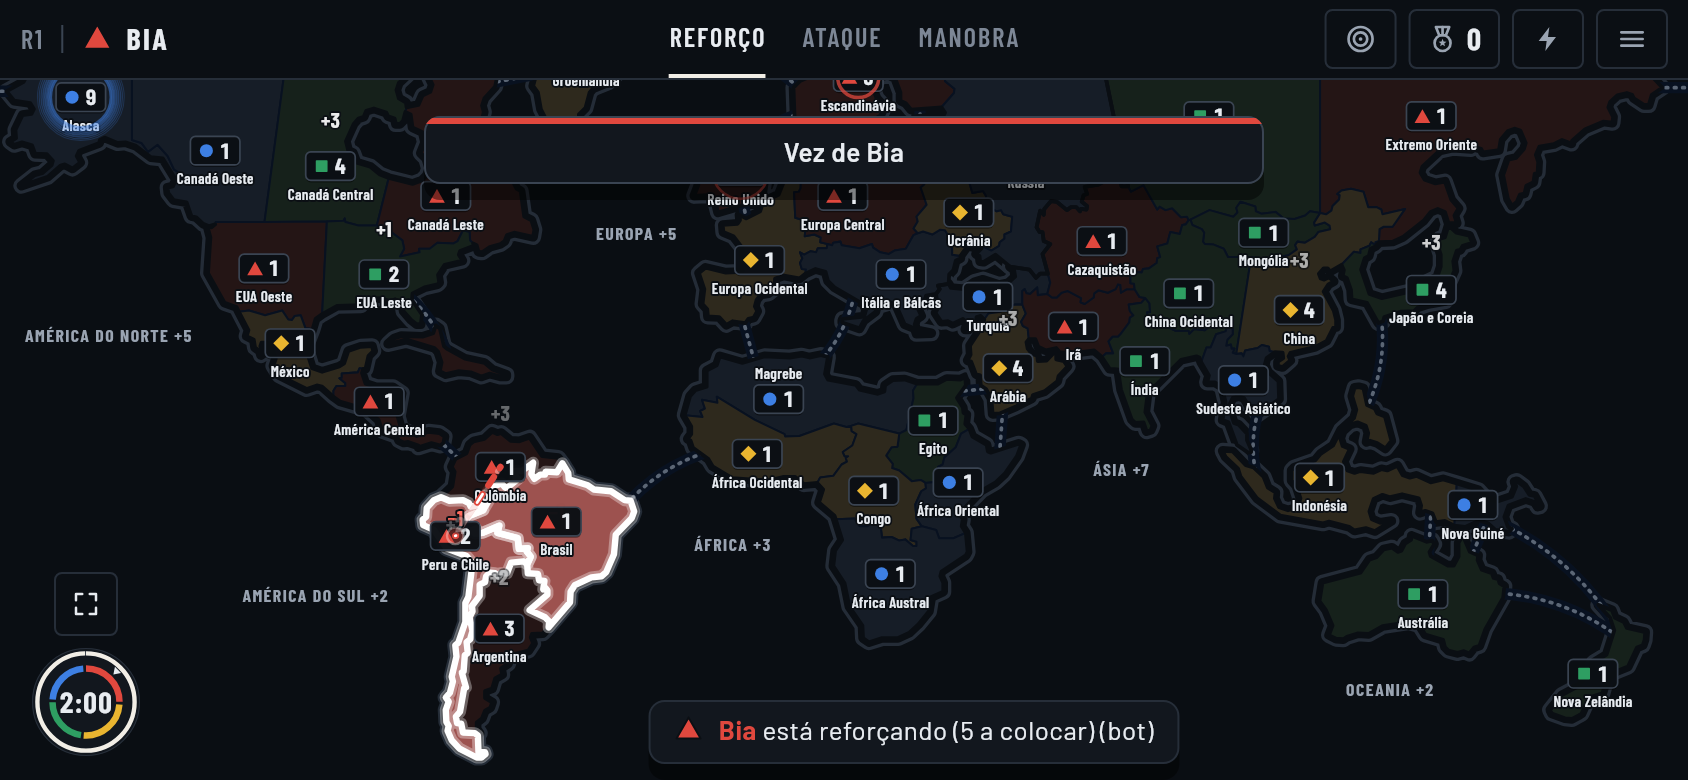 R1 BIA REFORÇO ATAQUE MANOBRA 0
9 Alasca
Groenlândia
Escandinávia
1
1 Extremo Oriente
+3
1 Canadá Oeste
4 Canadá Central
Vez de Bia
1 Canadá Leste
Reino Unido
1 Europa Central
Rússia
1 Ucrânia
+1
EUROPA +5
1 Cazaquistão
1 Mongólia
+3
+3
1 EUA Oeste
2 EUA Leste
1 Europa Ocidental
1 Itália e Bálcãs
1 Turquia
+3
1 China Ocidental
4 China
4 Japão e Coreia
AMÉRICA DO NORTE +5
1 México
1 Irã
1 Índia
Magrebe 1
4 Arábia
1 Sudeste Asiático
1 América Central
+3
1 Egito
1 África Ocidental
ÁSIA +7
1 Colômbia
1 Congo
1 África Oriental
1 Indonésia
1 Nova Guiné
-1
2 Peru e Chile
1 Brasil
ÁFRICA +3
+2
AMÉRICA DO SUL +2
1 África Austral
1 Austrália
3 Argentina
OCEANIA +2
1 Nova Zelândia
2:00
Bia está reforçando (5 a colocar) (bot)